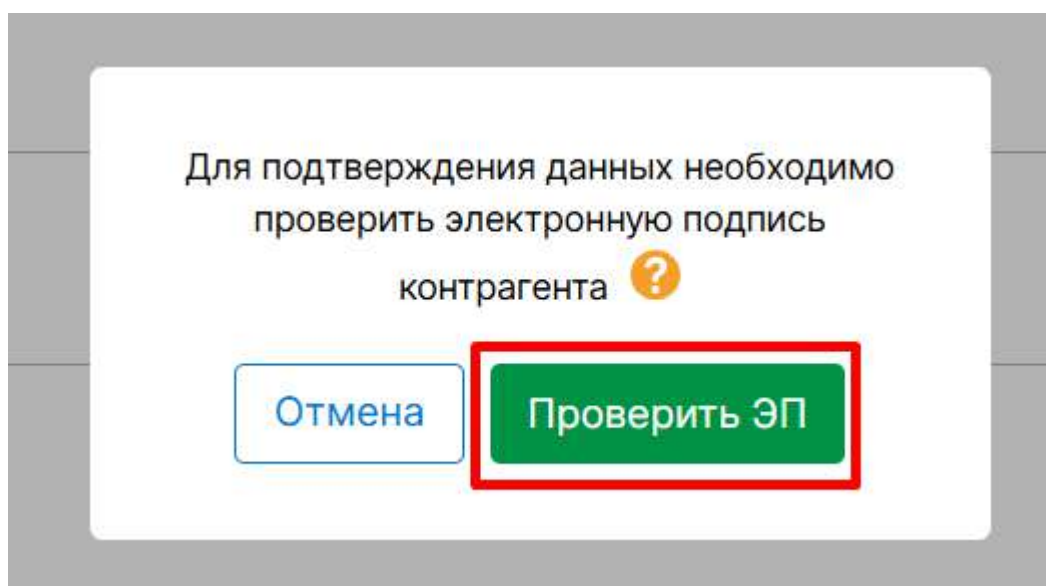 Для подтверждения данных необходимо
проверить электронную подпись
контрагента ?
Отмена
Проверить ЭП